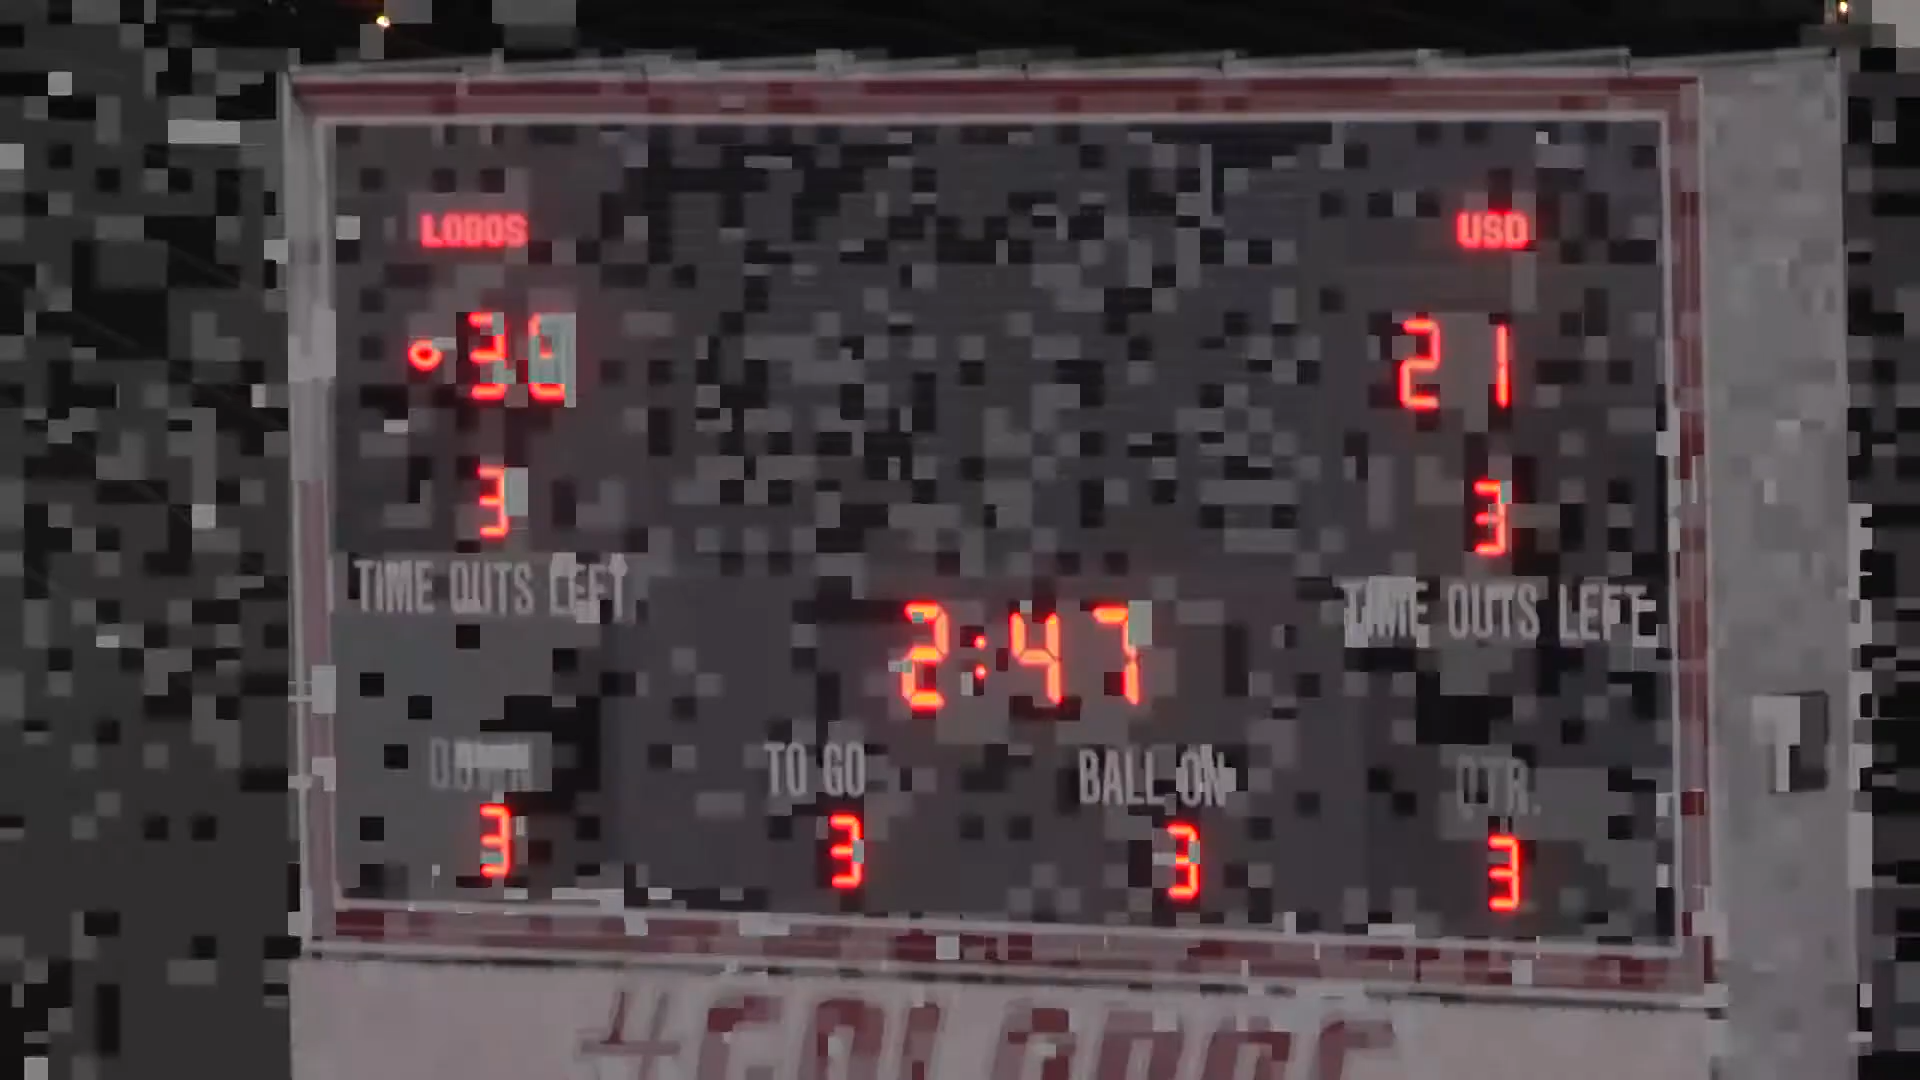 LOBOS USD
21
3 3
TIME OUTS LEFT TIME OUTS LEFT
2:47
DOWN TO GO BALL ON QTR.
3 3 3 3